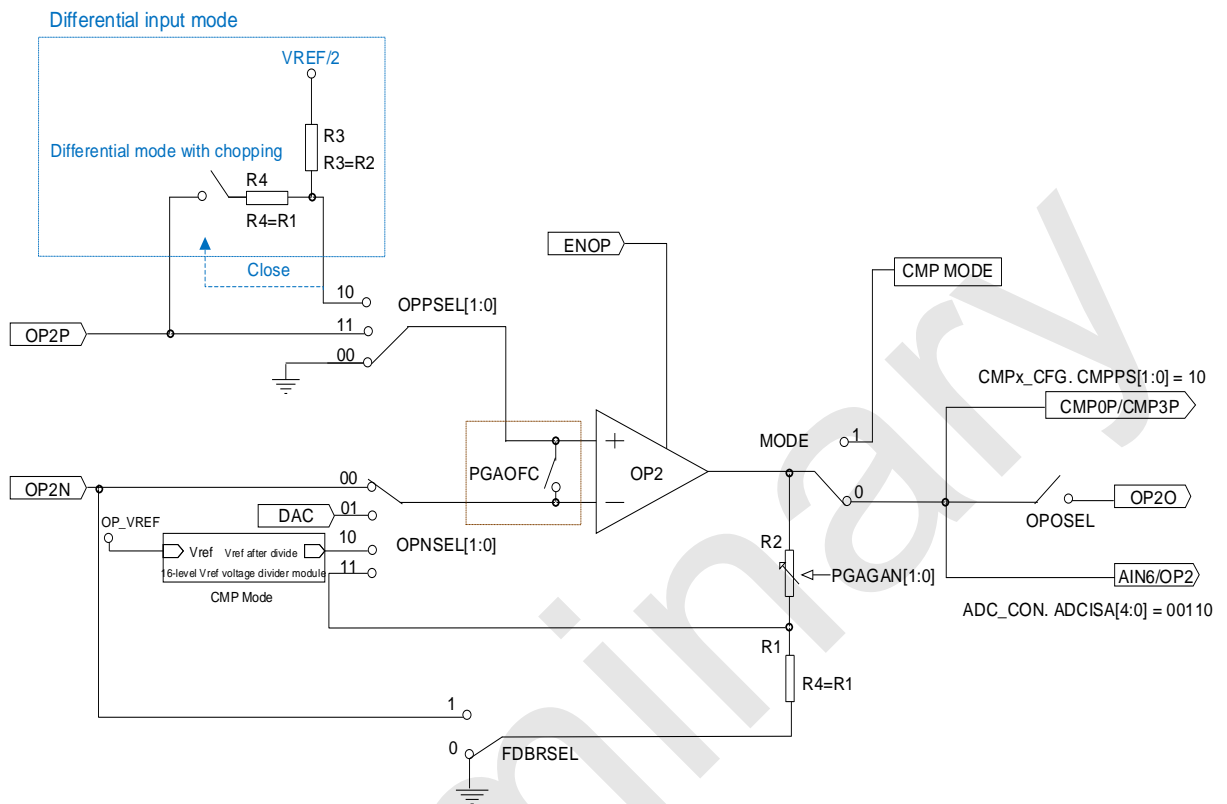 Differential input mode
VREF/2
R3
R3=R2
Differential mode with chopping
R4
R4=R1
Close
ENOP
CMP MODE
10
OPPSEL[1:0]
OP2P
11
00
CMPx_CFG. CMPPS[1:0] = 10
CMP0P/CMP3P
MODE
1
+
PGAOFC
OP2
−
0
OP2N
00
DAC
01
OPNSEL[1:0]
OP_VREF
Vref
Vref after divide
10
16-level Vref voltage divider module
11
CMP Mode
OP2O
OPOSEL
R2
PGAGAN[1:0]
AIN6/OP2
ADC_CON. ADCISA[4:0] = 00110
R1
R4=R1
1
0
FDBRSEL